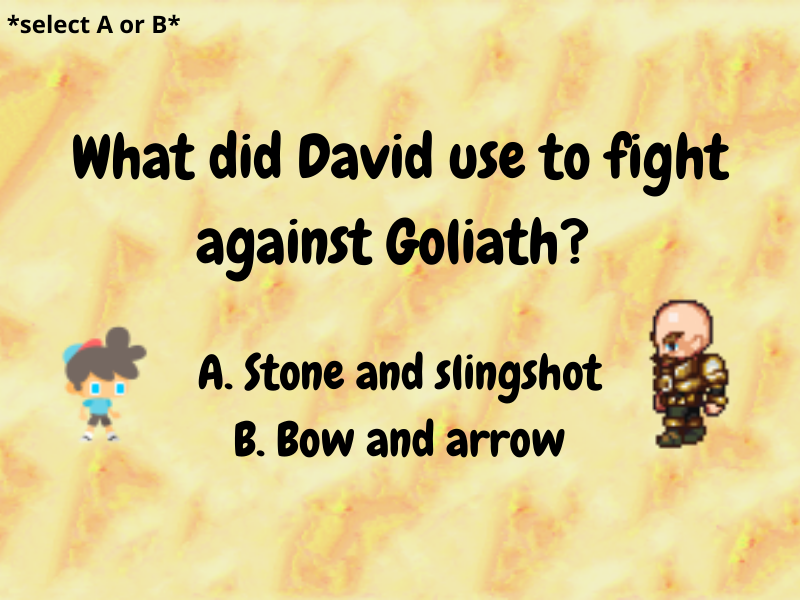 *select A or B*
What did David use to fight
against Goliath?
A. Stone and slingshot
B. Bow and arrow